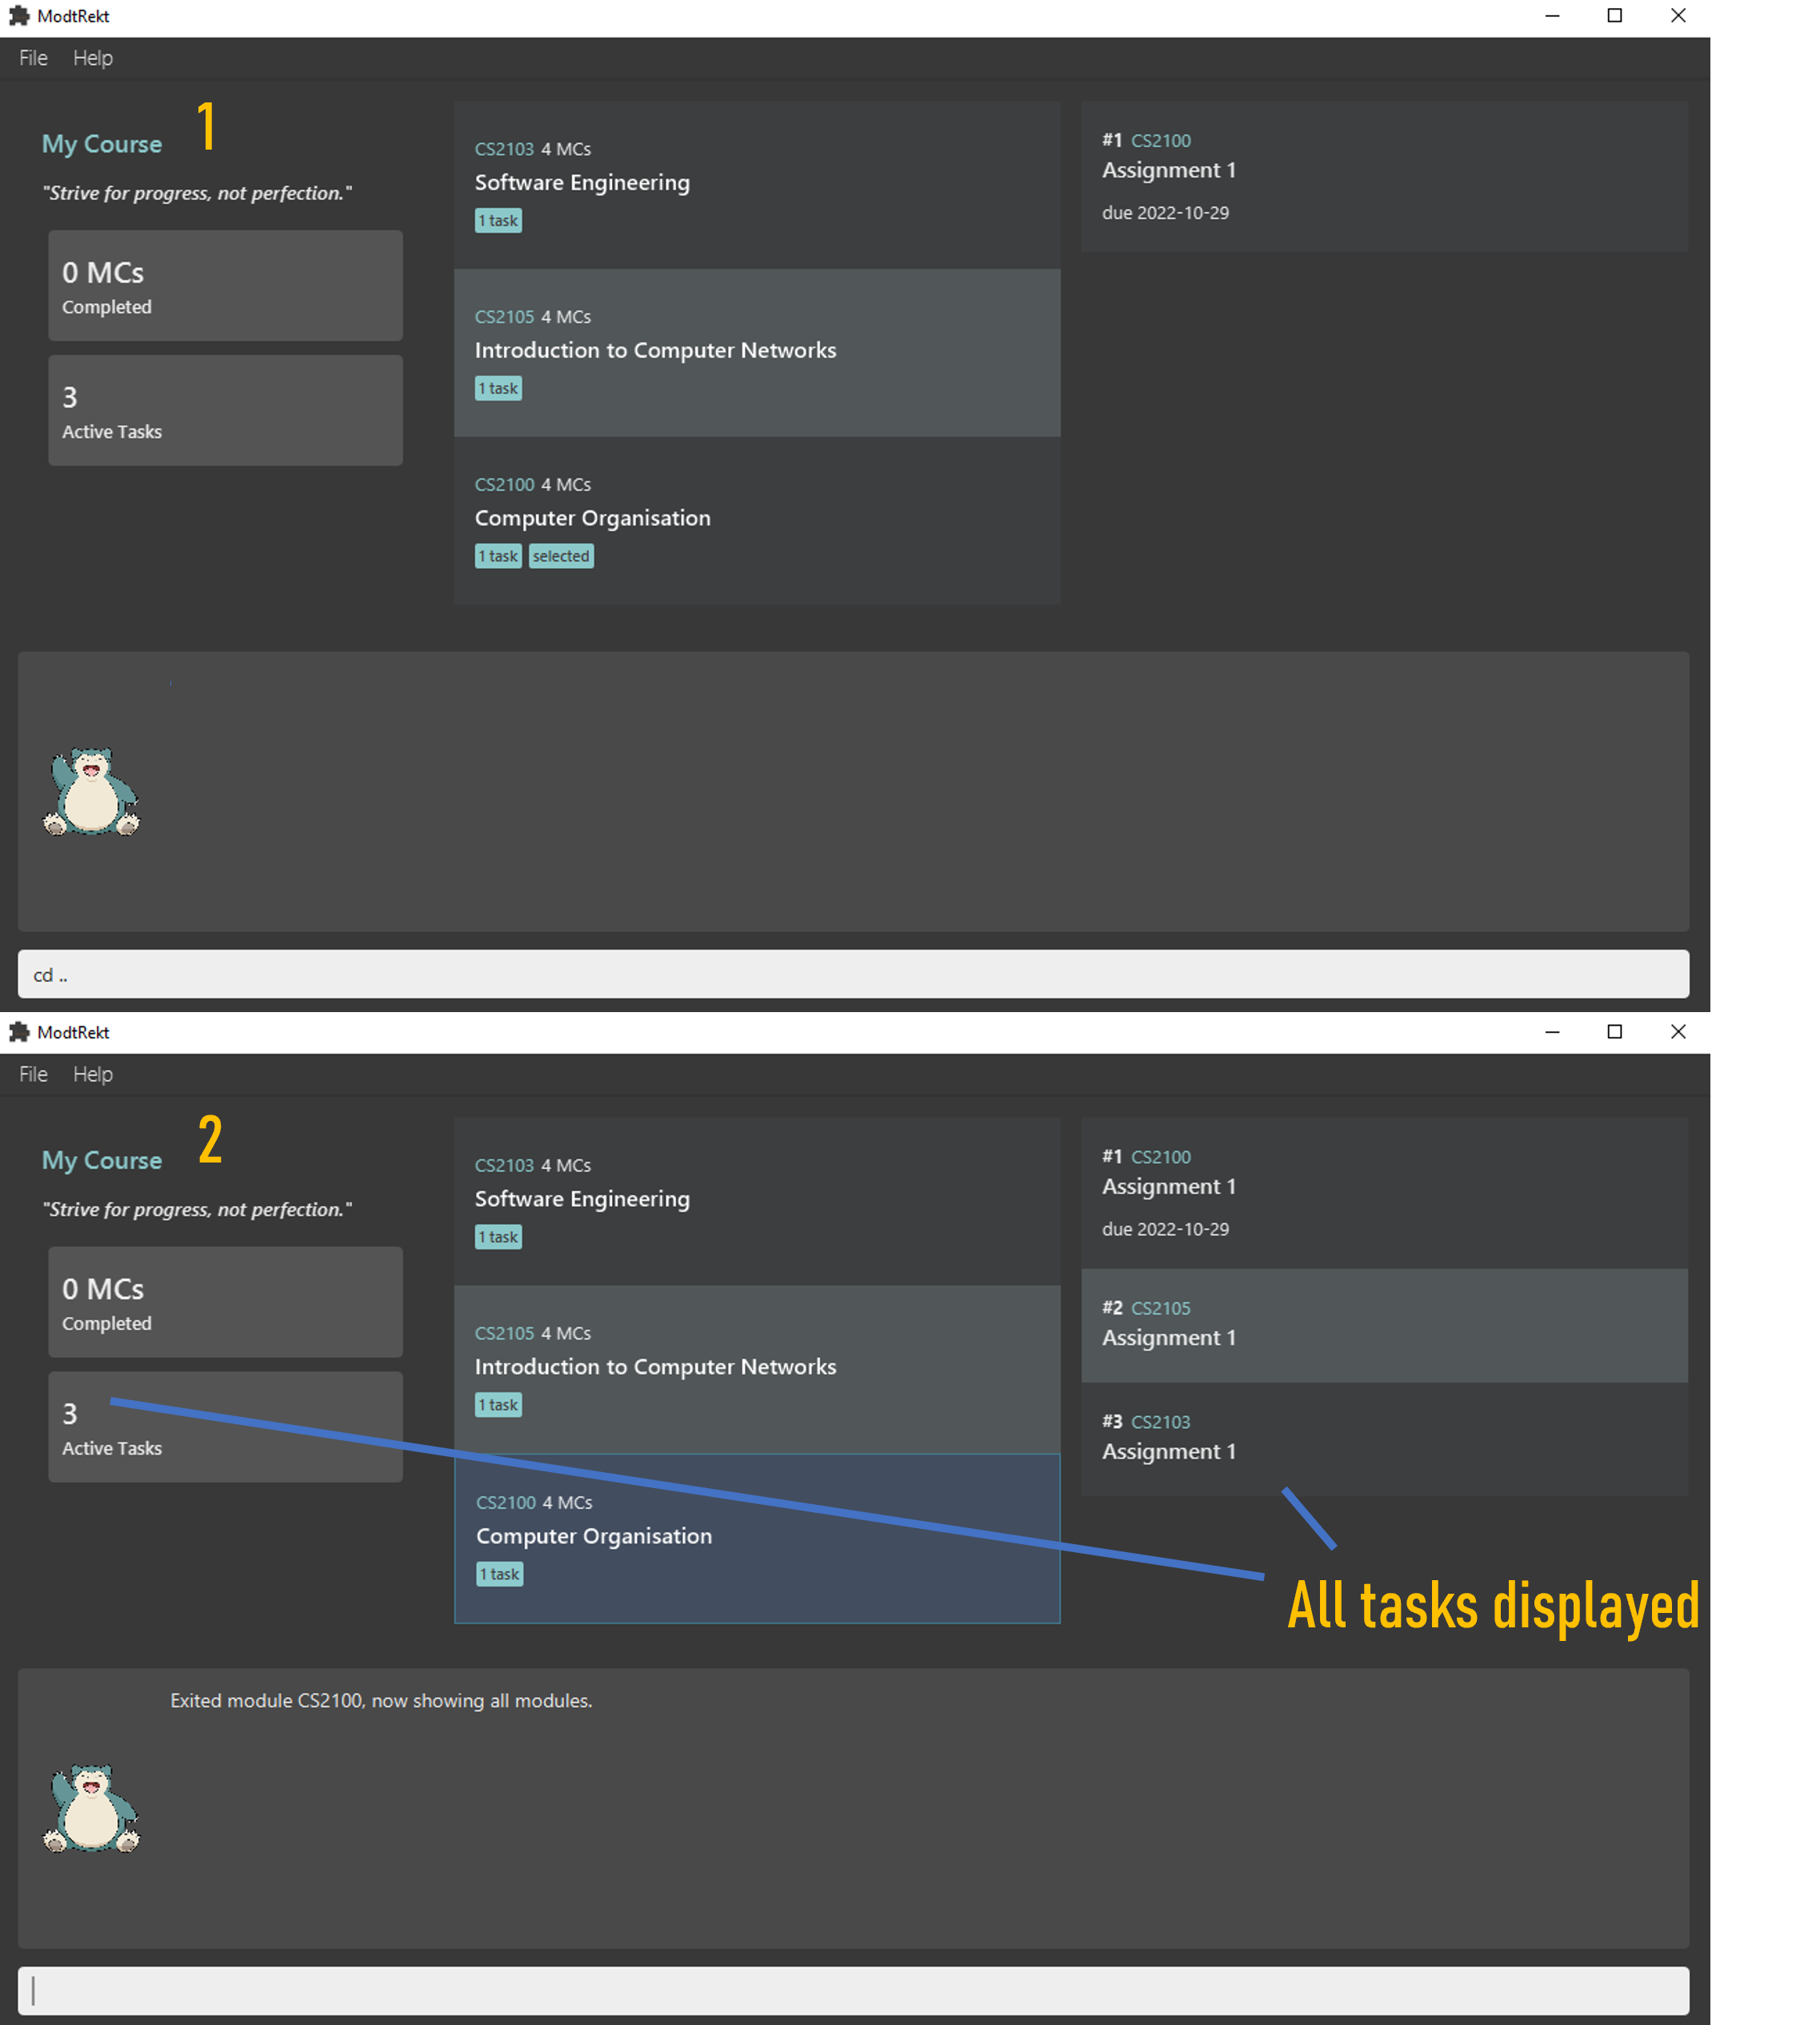 ModtRekt
File Help
1
My Course
"Strive for progress, not perfection."
0 MCs
Completed
3
Active Tasks
CS2103 4 MCs
Software Engineering
1 task
CS2105 4 MCs
Introduction to Computer Networks
1 task
CS2100 4 MCs
Computer Organisation
1 task selected
#1 CS2100
Assignment 1
due 2022-10-29
cd ..
ModtRekt
File Help
2
My Course
"Strive for progress, not perfection."
0 MCs
Completed
3
Active Tasks
CS2103 4 MCs
Software Engineering
1 task
CS2105 4 MCs
Introduction to Computer Networks
1 task
CS2100 4 MCs
Computer Organisation
1 task
#1 CS2100
Assignment 1
due 2022-10-29
#2 CS2105
Assignment 1
#3 CS2103
Assignment 1
All tasks displayed
Exited module CS2100, now showing all modules.